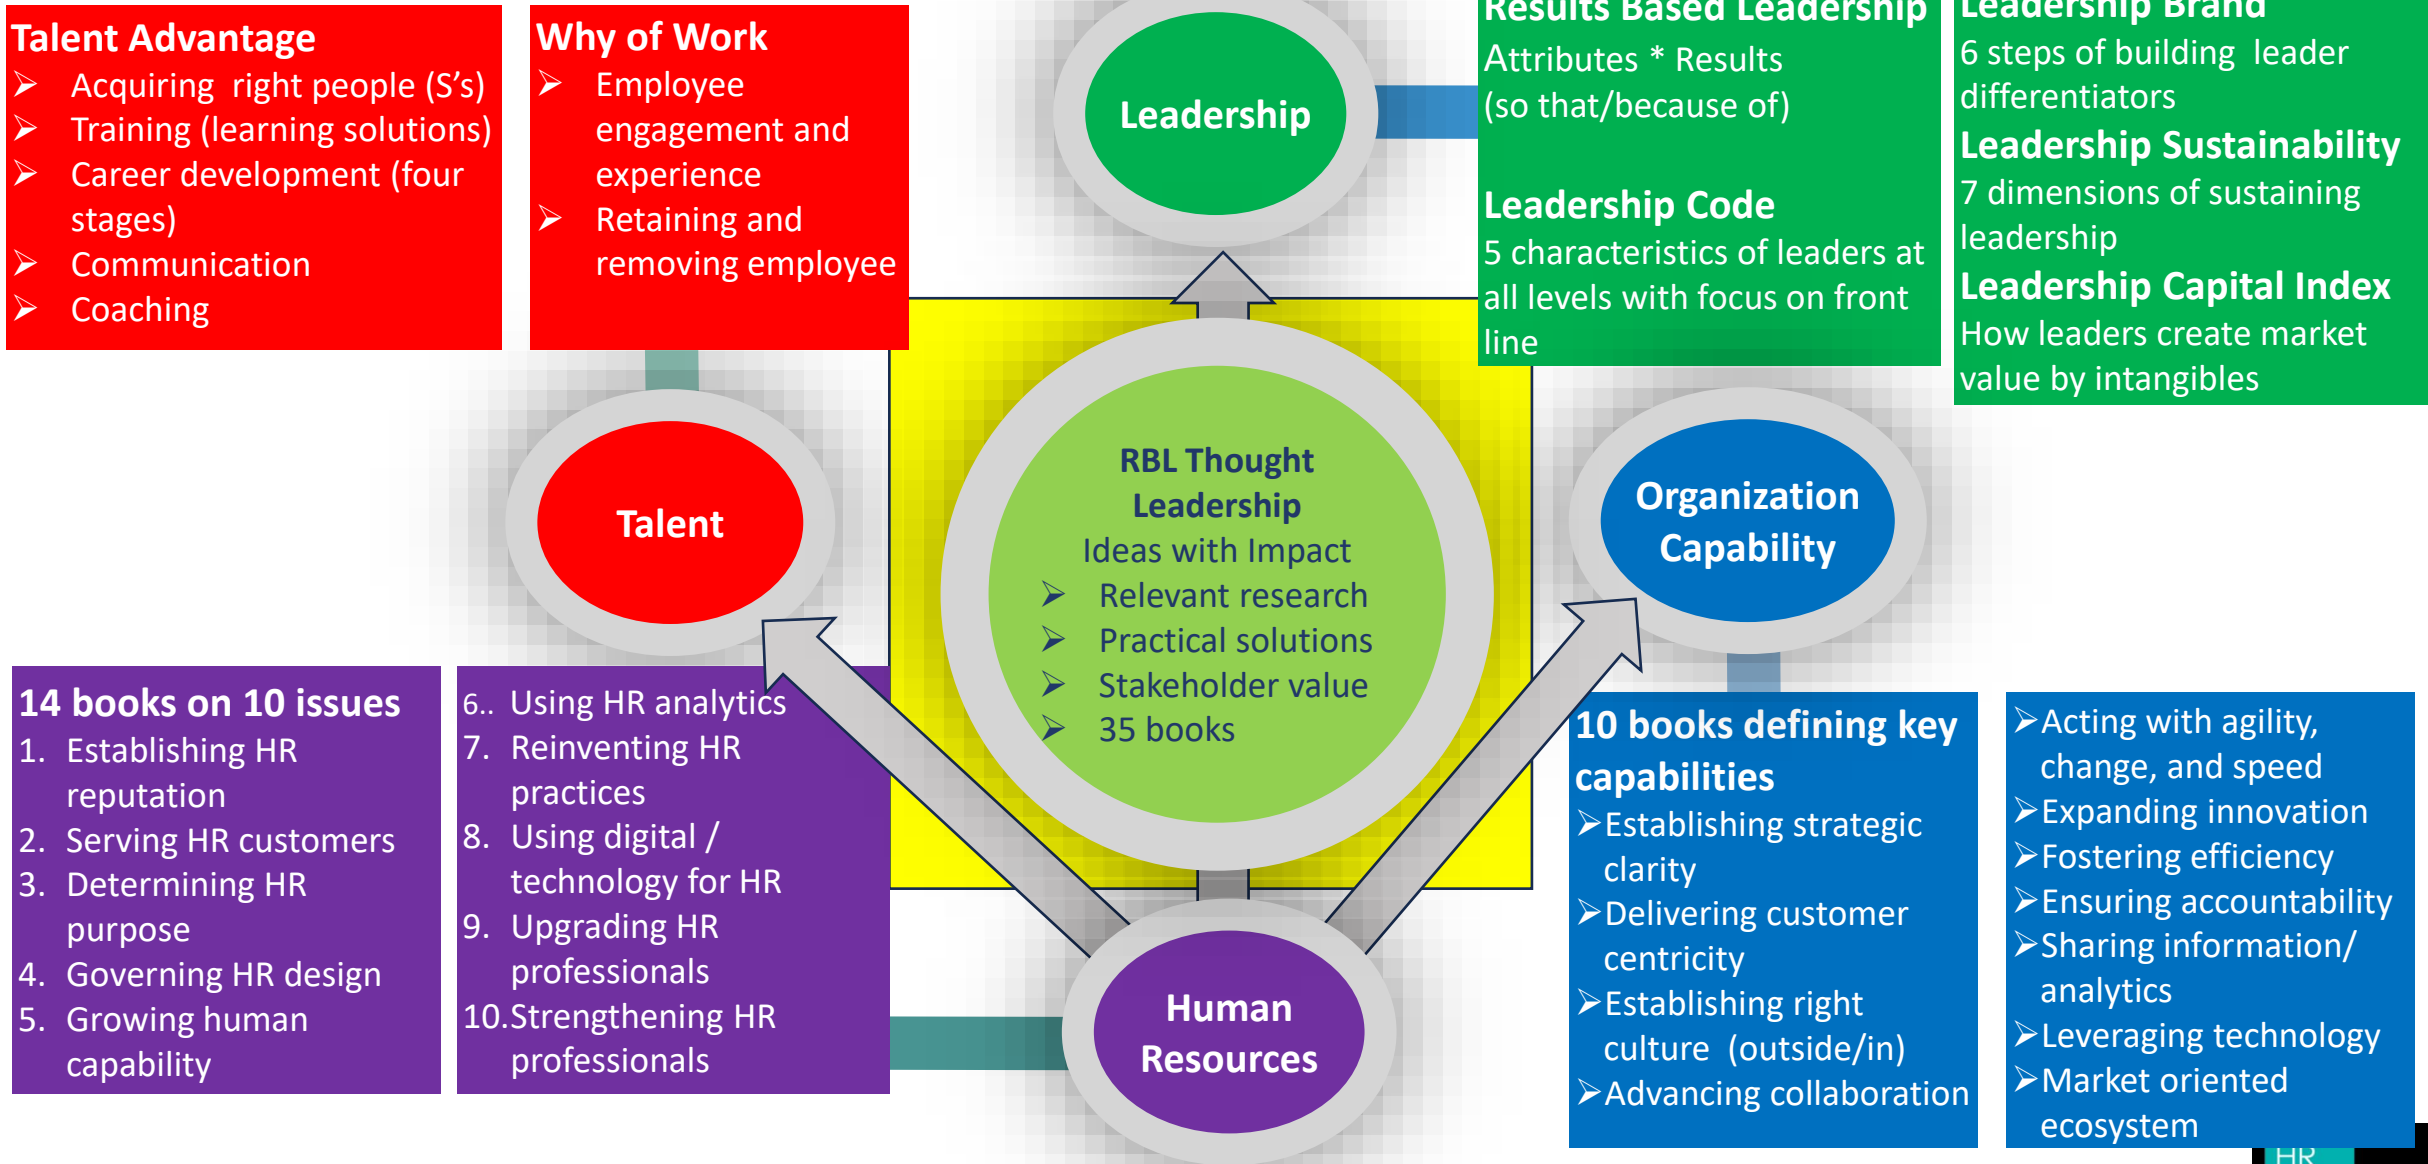 Talent Advantage
➢ Acquiring right people (S's)
➢ Training (learning solutions)
➢ Career development (four
stages)
➢ Communication
➢ Coaching
Why of Work
➢ Employee
engagement and
experience
➢ Retaining and
removing employee
Leadership
Results Based Leadership
Attributes * Results
(so that/because of)
Leadership Code
5 characteristics of leaders at
all levels with focus on front
line
Leadership Brand
6 steps of building leader
differentiators
Leadership Sustainability
7 dimensions of sustaining
leadership
Leadership Capital Index
How leaders create market
value by intangibles
Talent
RBL Thought
Leadership
Ideas with Impact
➢ Relevant research
➢ Practical solutions
➢ Stakeholder value
➢ 35 books
Organization
Capability
14 books on 10 issues
1. Establishing HR
reputation
2. Serving HR customers
3. Determining HR
purpose
4. Governing HR design
5. Growing human
capability
6.. Using HR analytics
7. Reinventing HR
practices
8. Using digital /
technology for HR
9. Upgrading HR
professionals
10.Strengthening HR
professionals
Human
Resources
10 books defining key
capabilities
➢Establishing strategic
clarity
➢Delivering customer
centricity
➢Establishing right
culture (outside/in)
➢Advancing collaboration
➢Acting with agility,
change, and speed
➢Expanding innovation
➢Fostering efficiency
➢Ensuring accountability
➢Sharing information/
analytics
➢Leveraging technology
➢Market oriented
ecosystem
HR